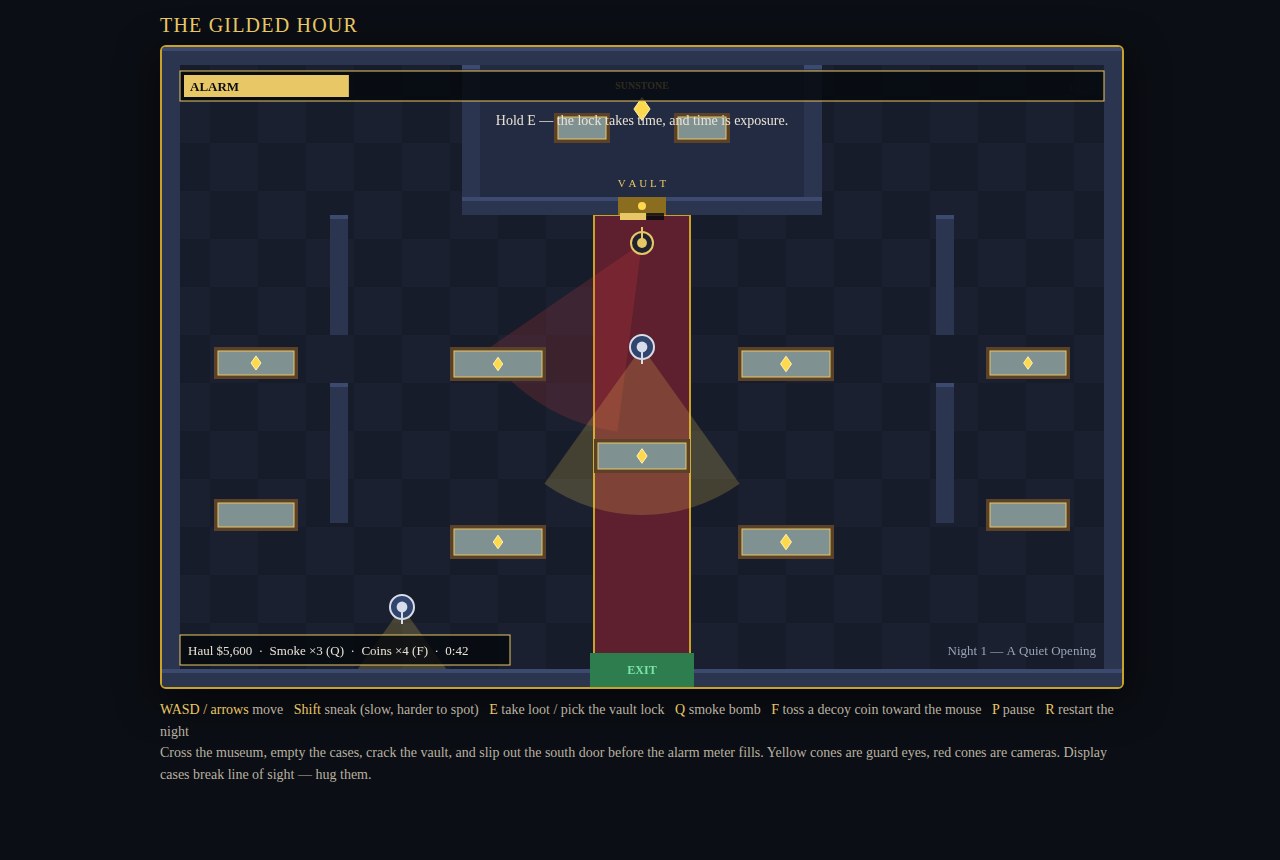 THE GILDED HOUR
ALARM
SUNSTONE
Hold E — the lock takes time, and time is exposure.
VAULT
Haul $5,600 · Smoke ×3 (Q) · Coins ×4 (F) · 0:42
Night 1 — A Quiet Opening
EXIT
WASD / arrows move Shift sneak (slow, harder to spot) E take loot / pick the vault lock Q smoke bomb F toss a decoy coin toward the mouse P pause R restart the
night
Cross the museum, empty the cases, crack the vault, and slip out the south door before the alarm meter fills. Yellow cones are guard eyes, red cones are cameras. Display
cases break line of sight — hug them.